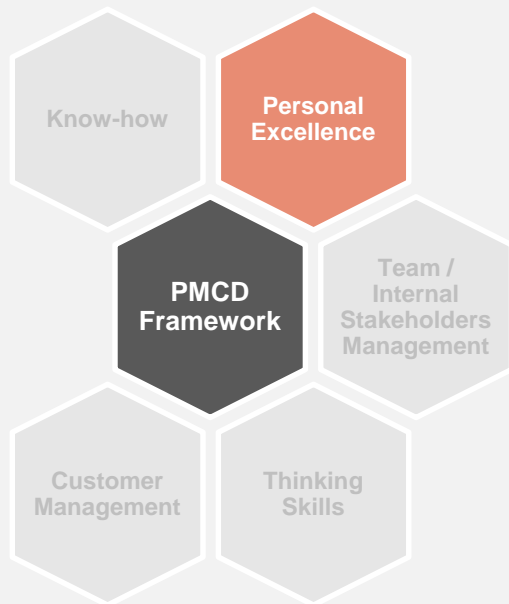 Know-how
Personal
Excellence
PMCD
Framework
Team /
Internal
Stakeholders
Management
Customer
Management
Thinking
Skills